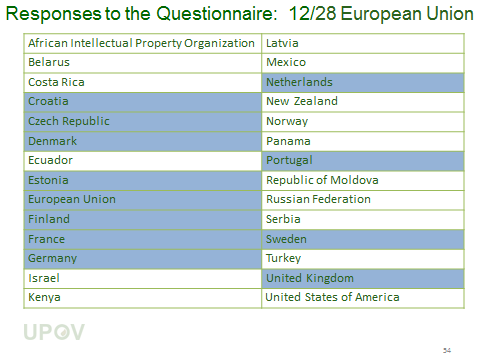 Responses to the Questionnaire: 12/28 European Union
African Intellectual Property Organization Latvia
Belarus Mexico
Costa Rica Netherlands
Croatia New Zealand
Czech Republic Norway
Denmark Panama
Ecuador Portugal
Estonia Republic of Moldova
European Union Russian Federation
Finland Serbia
France Sweden
Germany Turkey
Israel United Kingdom
Kenya United States of America
UPOV
54